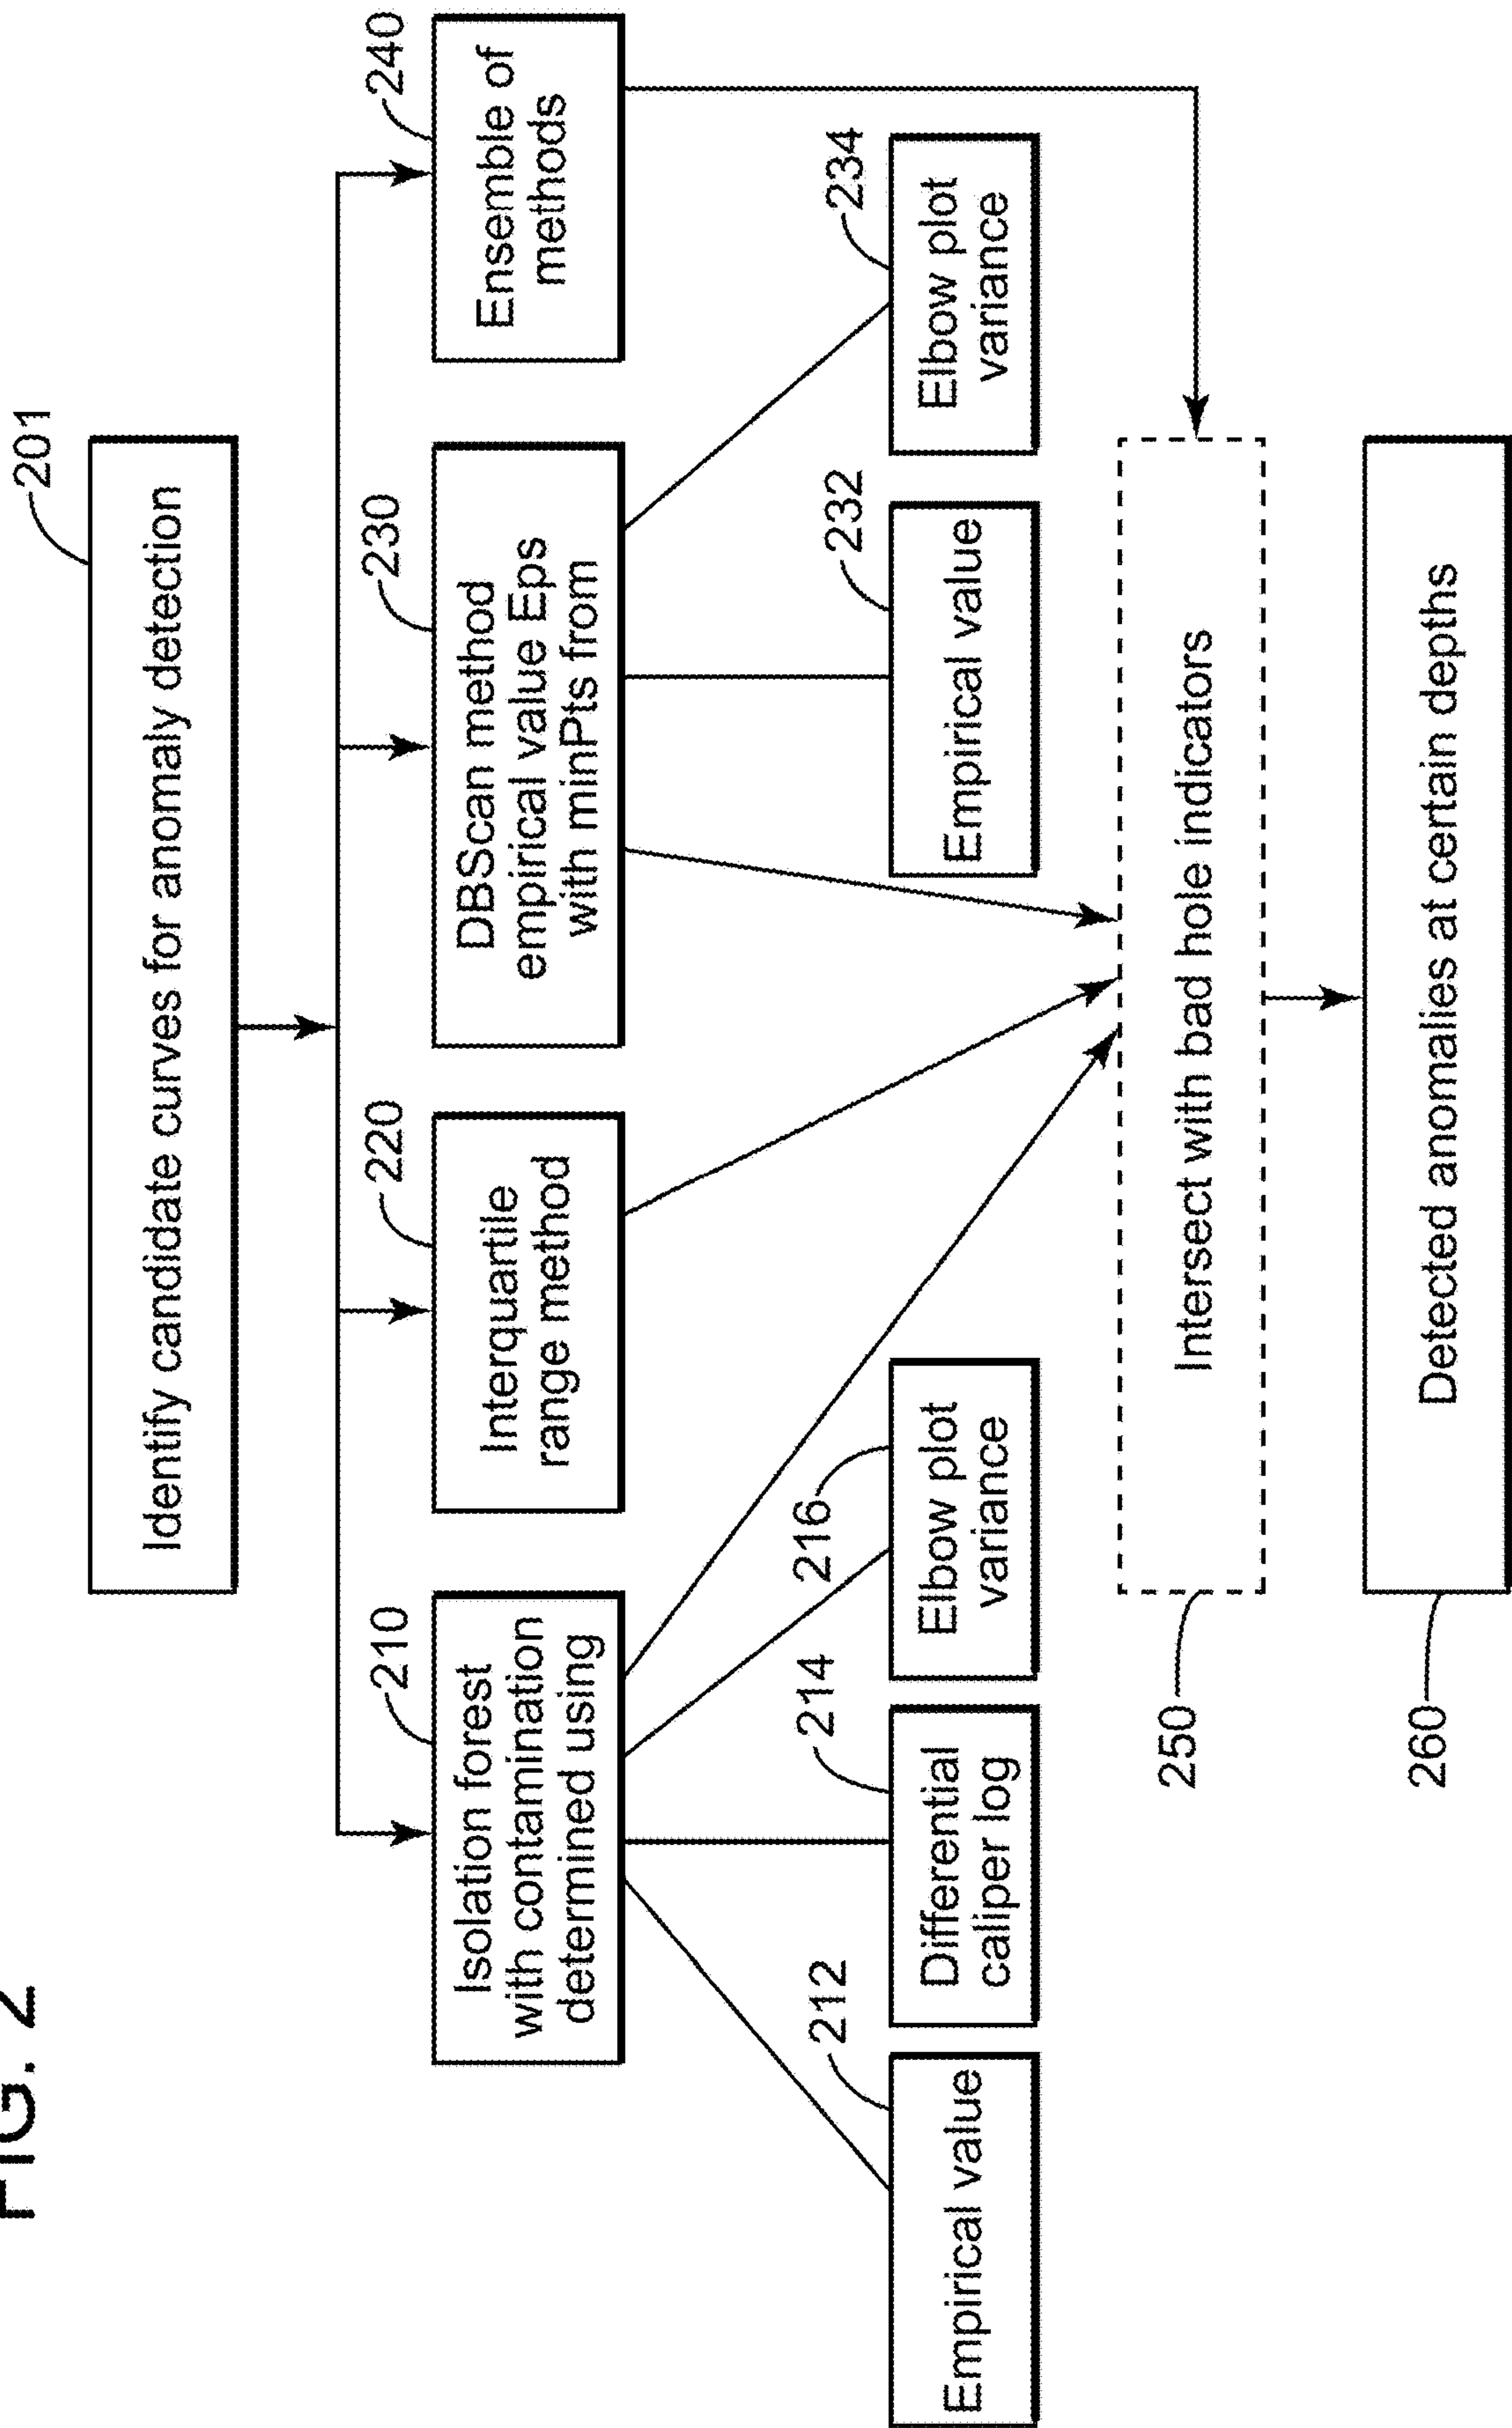 FIG. 2
201
Identify candidate curves for anomaly detection
210
Isolation forest
with contamination
determined using
220
Interquartile
range method
230
DBScan method
empirical value Eps
with minPts from
240
Ensemble of
methods
212
Empirical value
214
Differential
caliper log
216
Elbow plot
variance
232
Empirical value
234
Elbow plot
variance
250
Intersect with bad hole indicators
260
Detected anomalies at certain depths